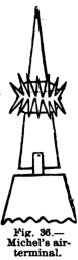 Fig. 36.—
Michel's air-
terminal.